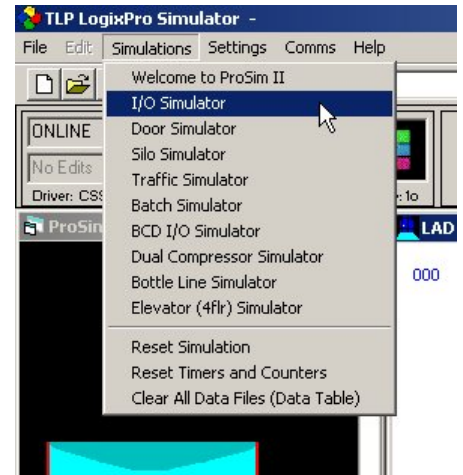 TLP LogixPro Simulator -
File Edit Simulations Settings Comms Help
Welcome to ProSim II
I/O Simulator
Door Simulator
Silo Simulator
Traffic Simulator
Batch Simulator
BCD I/O Simulator
Dual Compressor Simulator
Bottle Line Simulator
Elevator (4flr) Simulator
Reset Simulation
Reset Timers and Counters
Clear All Data Files (Data Table)
ONLINE
No Edits
Driver: CSS
ProSim
LAD
000